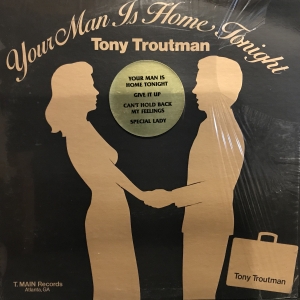 Your Man Is Home, Tonight
Tony Troutman
YOUR MAN IS
HOME TONIGHT
GIVE IT UP
CAN'T HOLD BACK
MY FEELINGS
SPECIAL LADY
T. MAIN Records
Atlanta, GA
Tony Troutman